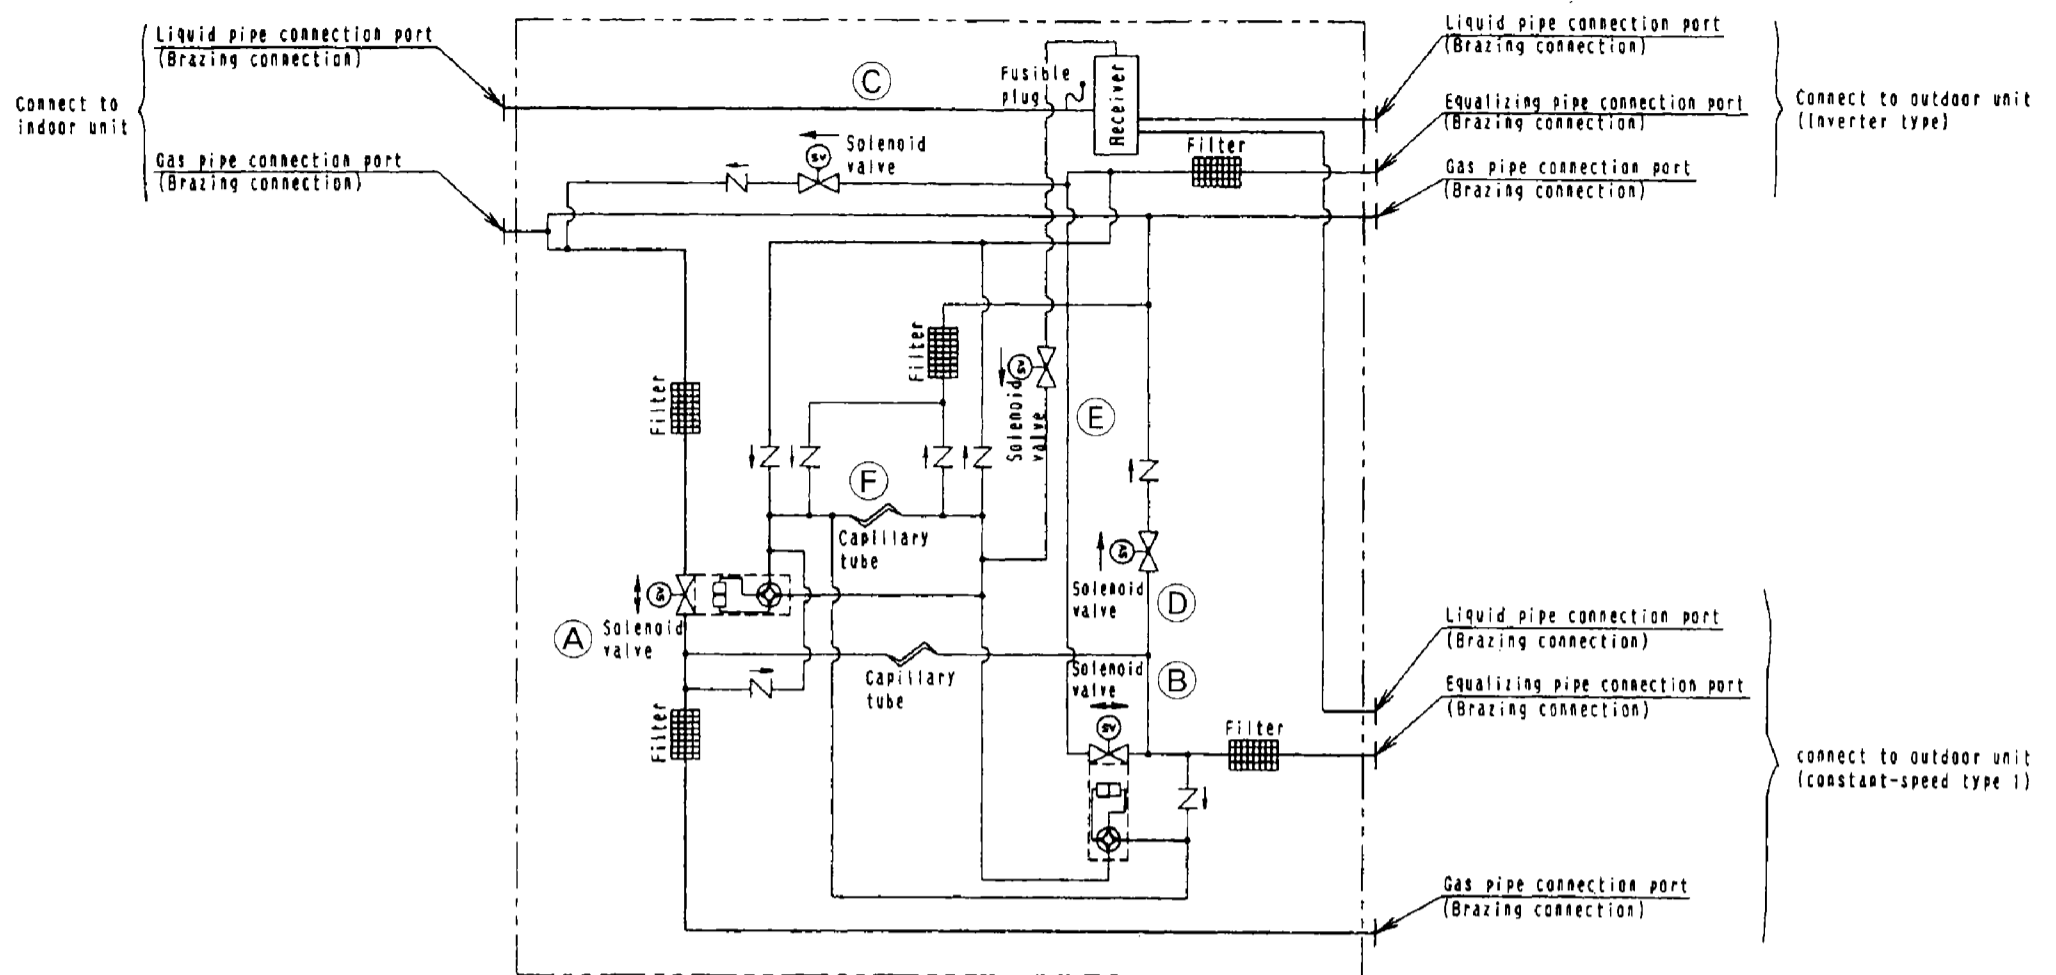 Liquid pipe connection port
(Brazing connection)
Connect to
indoor unit
Gas pipe connection port
(Brazing connection)
C
Fusible
plug
Receiver
Solenoid
valve
SV
Filter
Liquid pipe connection port
(Brazing connection)
Equalizing pipe connection port
(Brazing connection)
Gas pipe connection port
(Brazing connection)
Connect to outdoor unit
(Inverter type)
Filter
Filter
SV
Solenoid
valve
E
F
Capillary
tube
SV
A
Solenoid
valve
SV
Solenoid
valve
D
Capillary
tube
Solenoid
valve
B
SV
Filter
Filter
Liquid pipe connection port
(Brazing connection)
Equalizing pipe connection port
(Brazing connection)
connect to outdoor unit
(constant-speed type 1)
Gas pipe connection port
(Brazing connection)